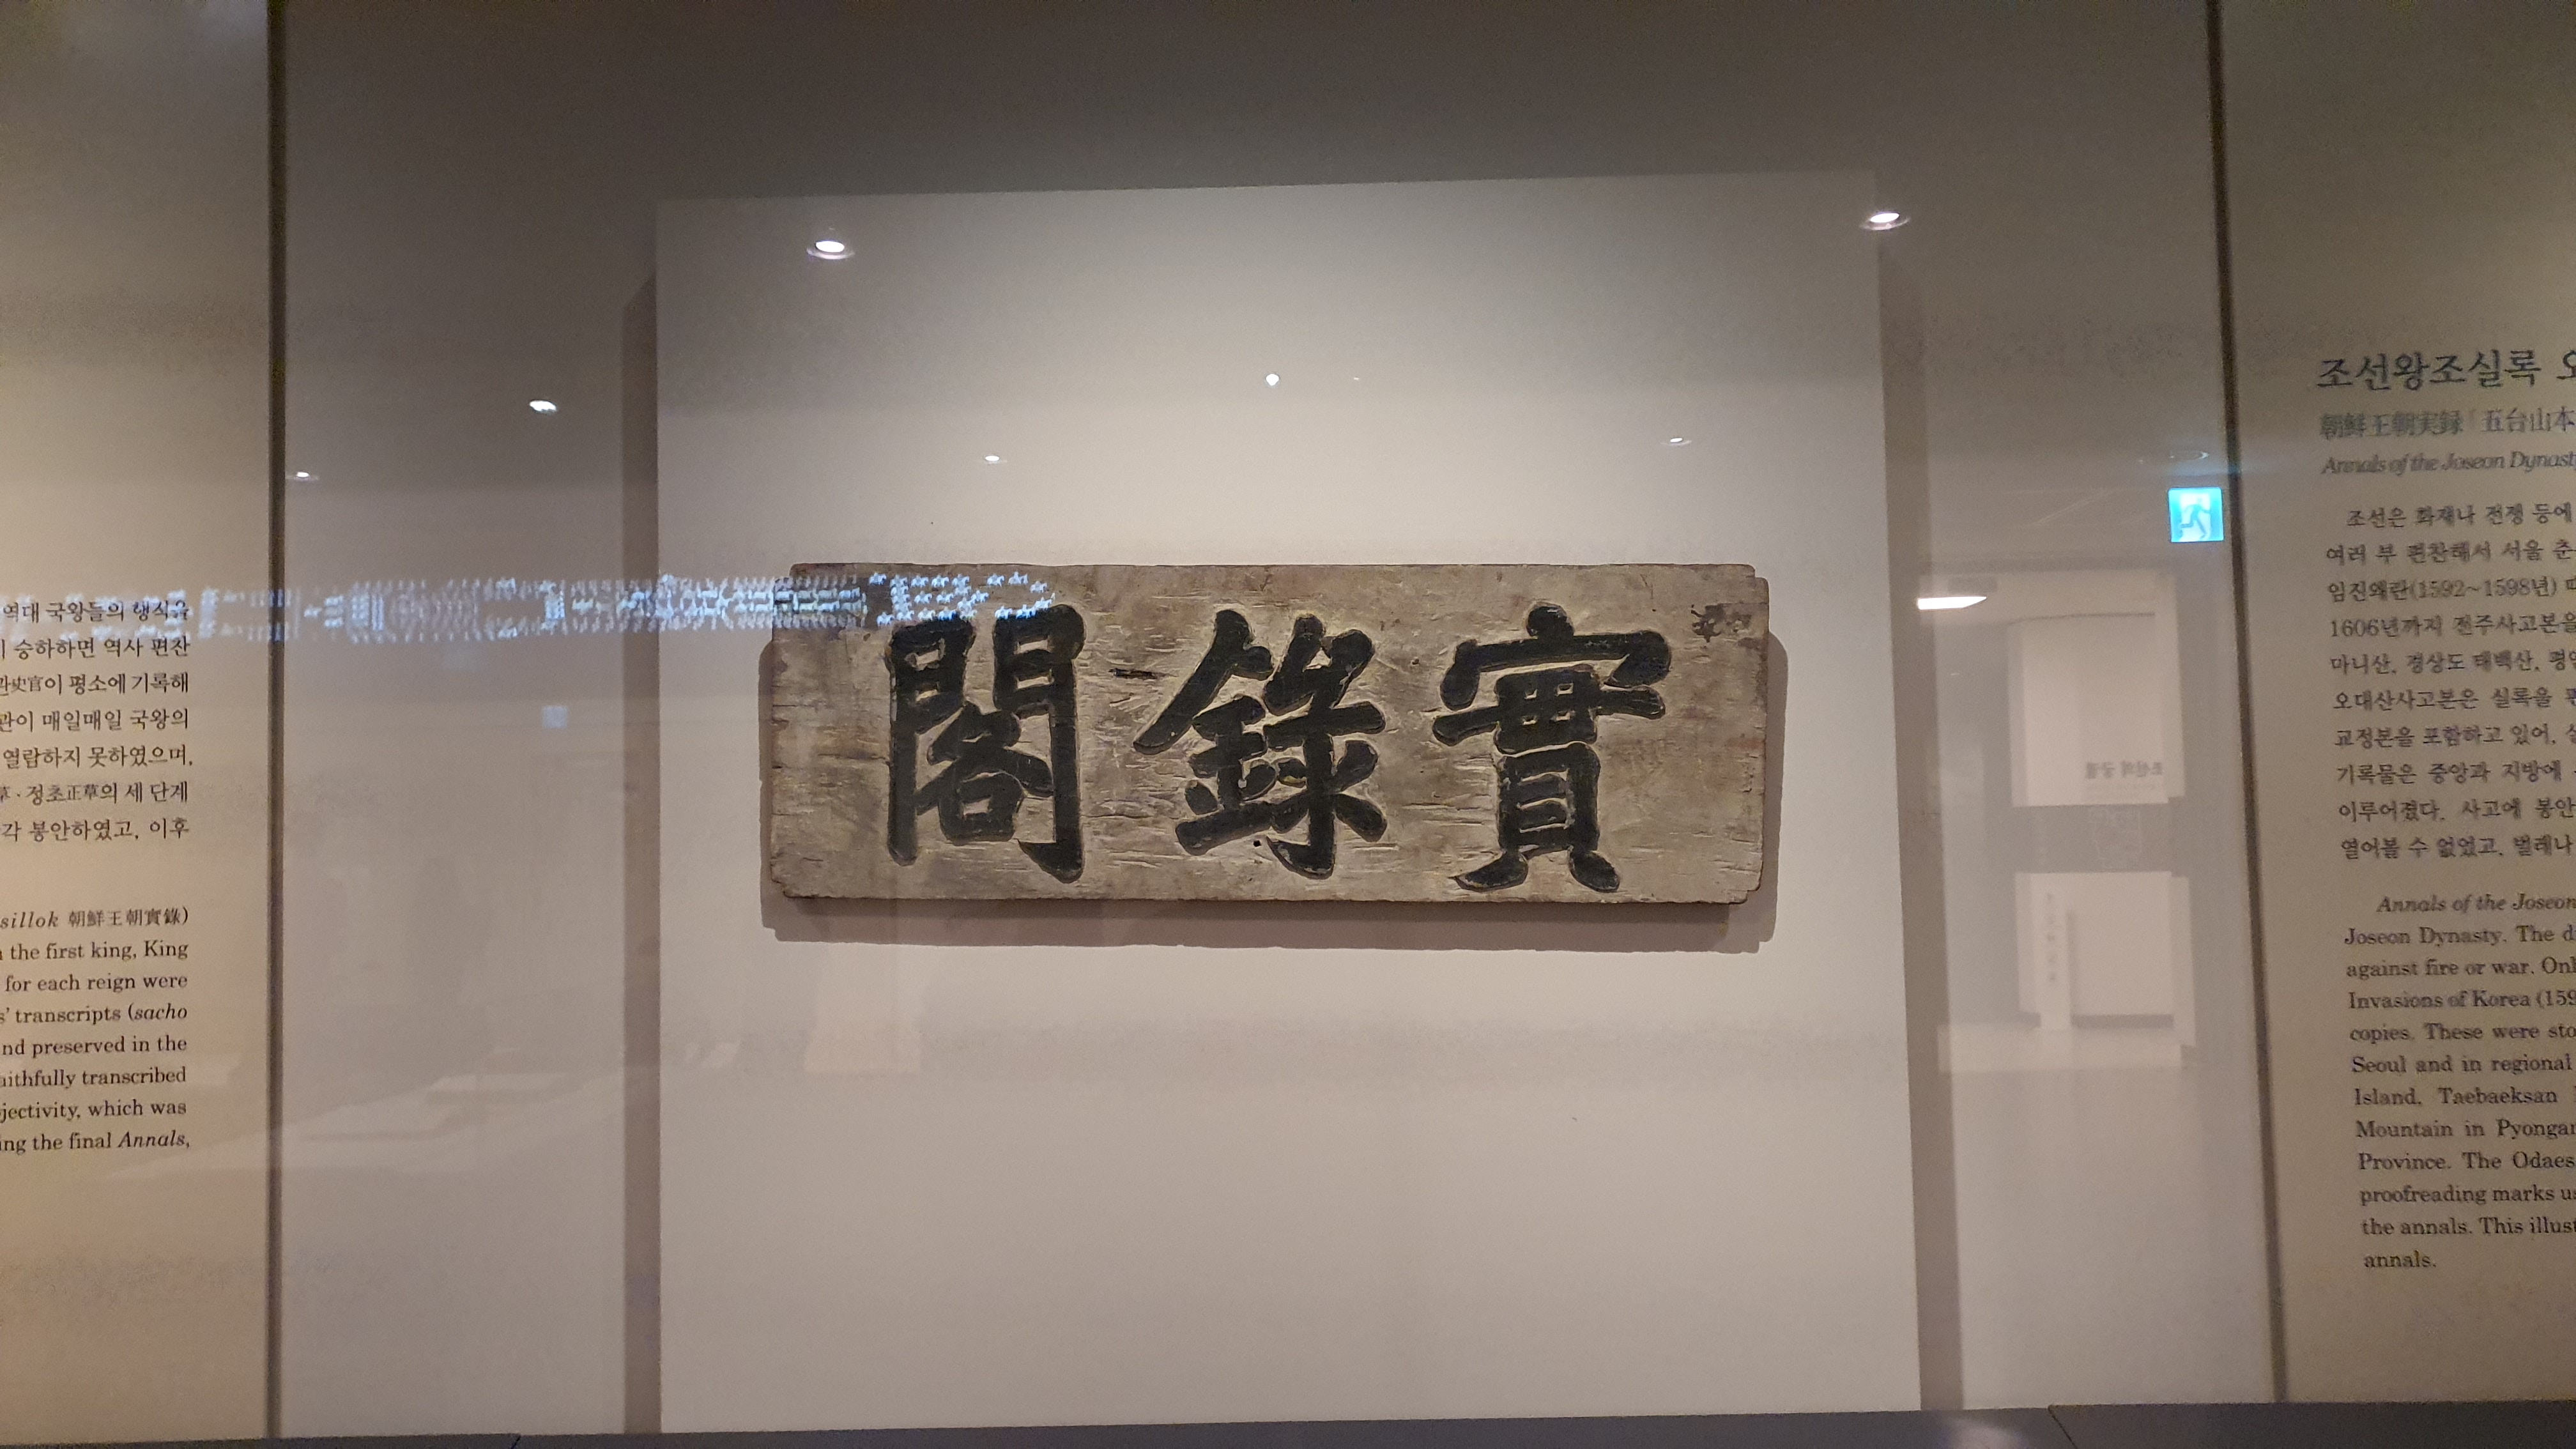 역대 국왕들의 행식을
승하하면 역사 편찬
史官이 평소에 기록해
관이 매일매일 국왕의
열람하지 못하였으며,
草·정초正草의 세 단계
각 봉안하였고, 이후
sillok 朝鮮王朝實錄)
the first king, King
for each reign were
transcripts (sacho
preserved in the
transcribed
which was
the final Annals,
閣錄實
조선왕조실록
朝鮮王朝実録 五台山本
Annals of the Joseon
조선은 화재나 전쟁 등에
여러 부 편찬해서 서울 춘
임진왜란(1592~1598년)
1606년까지 전주사고본을
마니산, 경상도 태백산,
오대산사고본은 실록을
교정본을 포함하고 있어,
기록물은 중앙과 지방에
이루어졌다. 사고에 봉안
열어볼 수 없었고, 벌레나
Annals of the Joseon
Joseon Dynasty. The
against fire or war.
Invasions of Korea
copies. These were
Seoul and in regional
Island, Taebaeksan
Mountain in
Province. The
proofreading marks
the annals. This
annals.